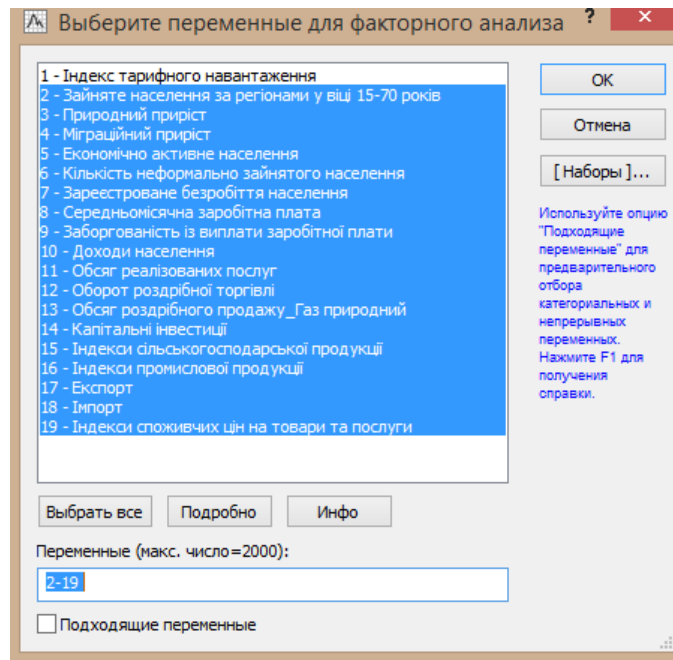 Выберите переменные для факторного анализа ? ×
1 - Індекс тарифного навантаження
2 - Зайняте населення за регіонами у віці 15-70 років
3 - Природний приріст
4 - Міграційний приріст
5 - Економічно активне населення
6 - Кількість неформально зайнятого населення
7 - Зареєстроване безробіття населення
8 - Середньомісячна заробітна плата
9 - Заборгованість із виплати заробітної плати
10 - Доходи населення
11 - Обсяг реалізованих послуг
12 - Оборот роздрібної торгівлі
13 - Обсяг роздрібного продажу_Газ природний
14 - Капітальні інвестиції
15 - Індекси сільськогосподарської продукції
16 - Індекси промислової продукції
17 - Експорт
18 - Імпорт
19 - Індекси споживчих цін на товари та послуги
OK
Отмена
[ Наборы ]...
Используйте опцию
"Подходящие
переменные" для
предварительного
отбора
категориальных и
непрерывных
переменных.
Нажмите F1 для
получения
справки.
Выбрать все
Подробно
Инфо
Переменные (макс. число=2000):
2-19
Подходящие переменные